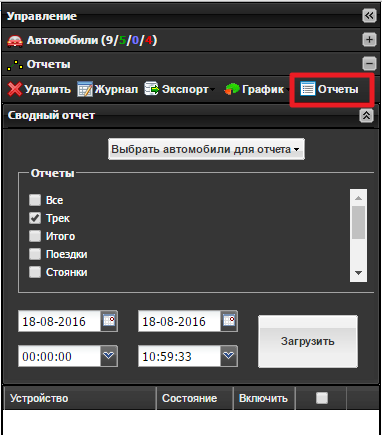 Управление
Автомобили (9/5/0/4)
Отчеты
Удалить Журнал Экспорт График Отчеты
Сводный отчет
Выбрать автомобили для отчета
Отчеты
Все
Трек
Итого
Поездки
Стоянки
18-08-2016 18-08-2016
Загрузить
00:00:00 10:59:33
Устройство Состояние Включить